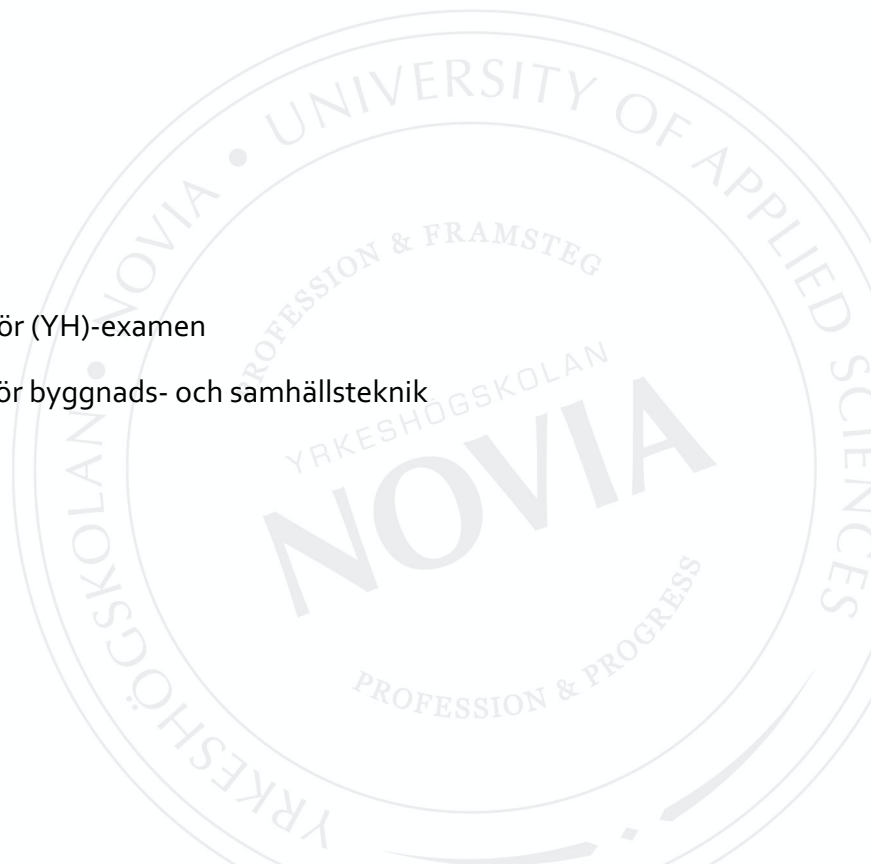 YRKESHÖGSKOLAN • NOVIA • UNIVERSITY OF APPLIED SCIENCES
PROFESSION & FRAMSTEG
ör (YH)-examen
ör byggnads- och samhällsteknik
YRKESHÖGSKOLAN
NOVIA
PROFESSION & PROGRESS